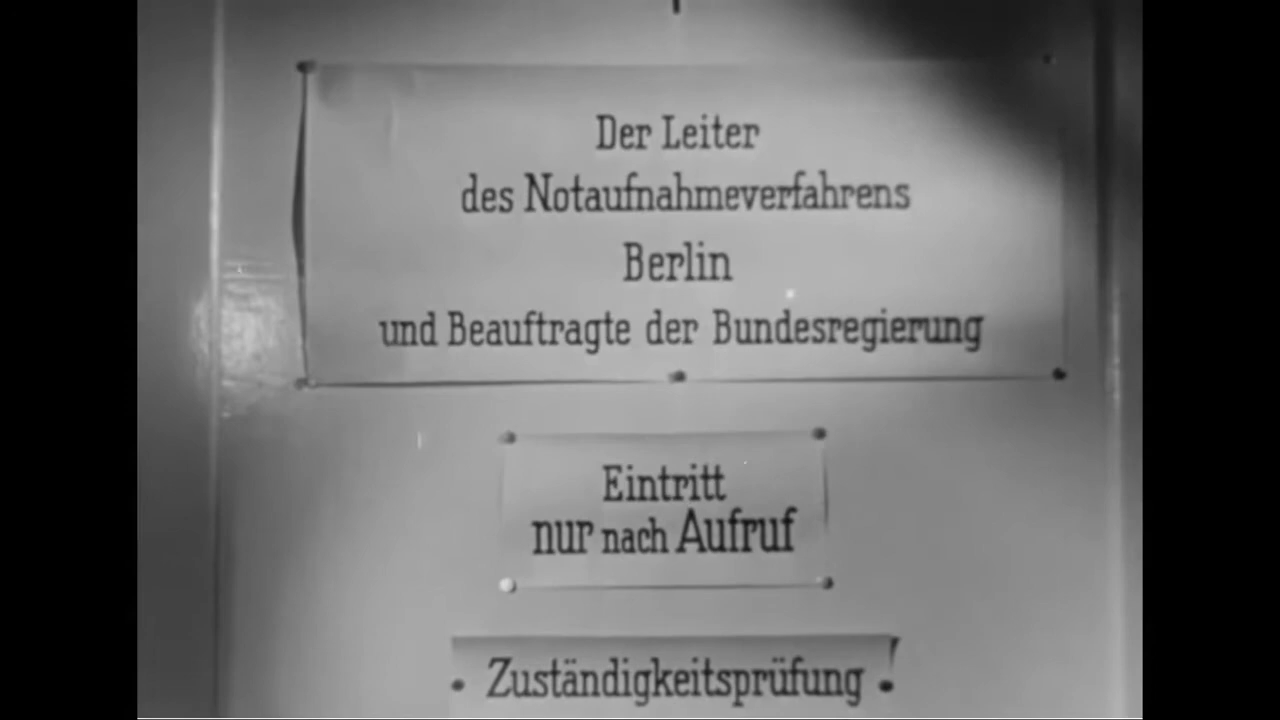 Der Leiter
des Notaufnahmeverfahrens
Berlin
und Beauftragte der Bundesregierung
Eintritt
nur nach Aufruf
Zuständigkeitsprüfung